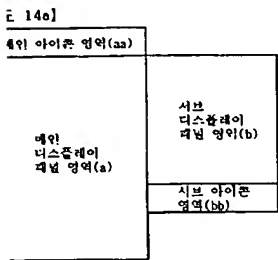 도 14a】
메인 아이콘 영역(aa)
메인
디스플레이
패널 영역(a)
서브
디스플레이
패널 영역(b)
서브 아이콘
영역(bb)